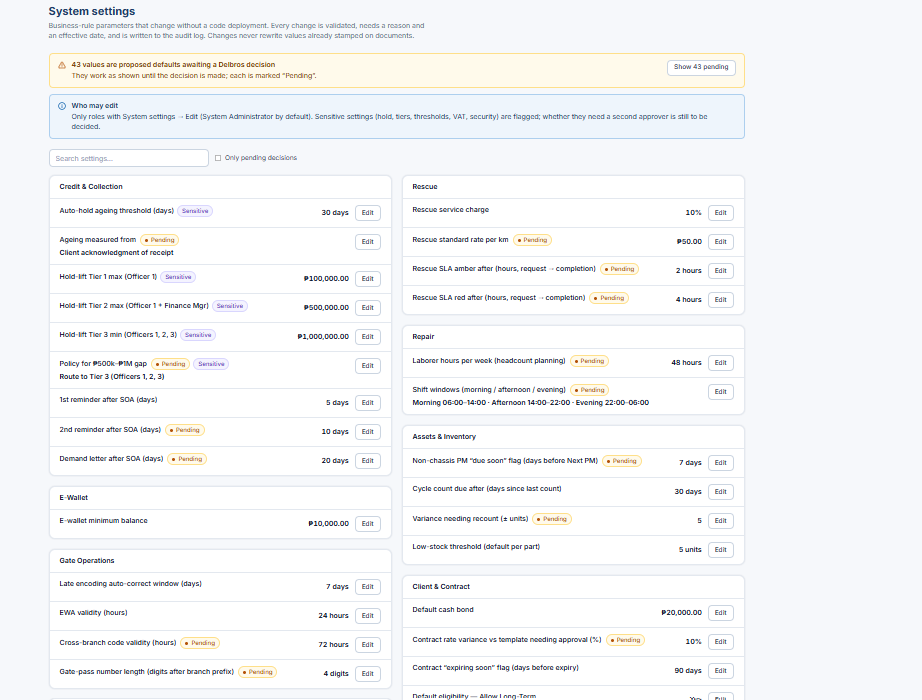 System settings
Business-rule parameters that change without a code deployment. Every change is validated, needs a reason and
an effective date, and is written to the audit log. Changes never rewrite values already stamped on documents.
43 values are proposed defaults awaiting a Delbros decision
They work as shown until the decision is made; each is marked “Pending”.
Show 43 pending
Who may edit
Only roles with System settings → Edit (System Administrator by default). Sensitive settings (hold, tiers, thresholds, VAT, security) are flagged; whether they need a second approver is still to be
decided.
Search settings...
Only pending decisions
Credit & Collection
Auto-hold ageing threshold (days) Sensitive 30 days Edit
Ageing measured from Pending Edit
Client acknowledgment of receipt
Hold-lift Tier 1 max (Officer 1) Sensitive ₱100,000.00 Edit
Hold-lift Tier 2 max (Officer 1 + Finance Mgr) Sensitive ₱500,000.00 Edit
Hold-lift Tier 3 min (Officers 1, 2, 3) Sensitive ₱1,000,000.00 Edit
Policy for ₱500k–₱1M gap Pending Sensitive Edit
Route to Tier 3 (Officers 1, 2, 3)
1st reminder after SOA (days) 5 days Edit
2nd reminder after SOA (days) Pending 10 days Edit
Demand letter after SOA (days) Pending 20 days Edit
E-Wallet
E-wallet minimum balance ₱10,000.00 Edit
Gate Operations
Late encoding auto-correct window (days) 7 days Edit
EWA validity (hours) 24 hours Edit
Cross-branch code validity (hours) Pending 72 hours Edit
Gate-pass number length (digits after branch prefix) Pending 4 digits Edit
Rescue
Rescue service charge 10% Edit
Rescue standard rate per km Pending ₱50.00 Edit
Rescue SLA amber after (hours, request → completion) Pending 2 hours Edit
Rescue SLA red after (hours, request → completion) Pending 4 hours Edit
Repair
Laborer hours per week (headcount planning) Pending 48 hours Edit
Shift windows (morning / afternoon / evening) Pending Edit
Morning 06:00–14:00 · Afternoon 14:00–22:00 · Evening 22:00–06:00
Assets & Inventory
Non-chassis PM “due soon” flag (days before Next PM) Pending 7 days Edit
Cycle count due after (days since last count) 30 days Edit
Variance needing recount (± units) Pending 5 Edit
Low-stock threshold (default per part) 5 units Edit
Client & Contract
Default cash bond ₱20,000.00 Edit
Contract rate variance vs template needing approval (%) Pending 10% Edit
Contract “expiring soon” flag (days before expiry) 90 days Edit
Default eligibility — Allow Long-Term Yes Edit